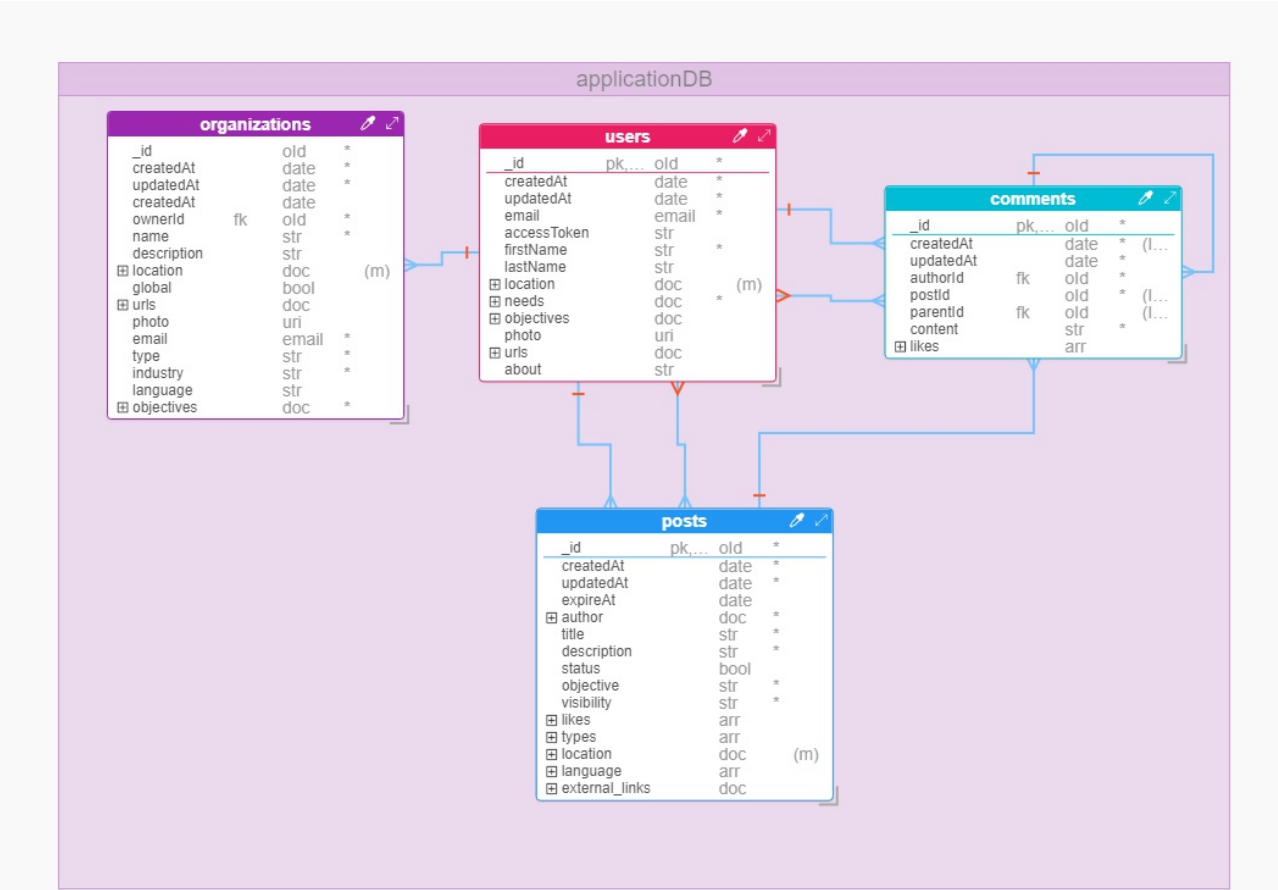 applicationDB
organizations
_id oId *
createdAt date *
updatedAt date *
createdAt date
ownerId fk oId *
name str *
description str
location doc (m)
global bool
urls doc
photo uri
email email *
type str *
industry str *
language str
objectives doc *
users
_id pk,... oId *
createdAt date *
updatedAt date *
email email *
accessToken str
firstName str *
lastName str
location doc (m)
needs doc *
objectives doc
photo uri
urls doc
about str
comments
_id pk,... oId *
createdAt date * (I...
updatedAt date *
authorId fk oId *
postId oId * (I...
parentId fk oId (I...
content str *
likes arr
posts
_id pk,... oId *
createdAt date *
updatedAt date *
expireAt date
author doc *
title str *
description str *
status bool
objective str *
visibility str *
likes arr
types arr
location doc (m)
language arr
external_links doc